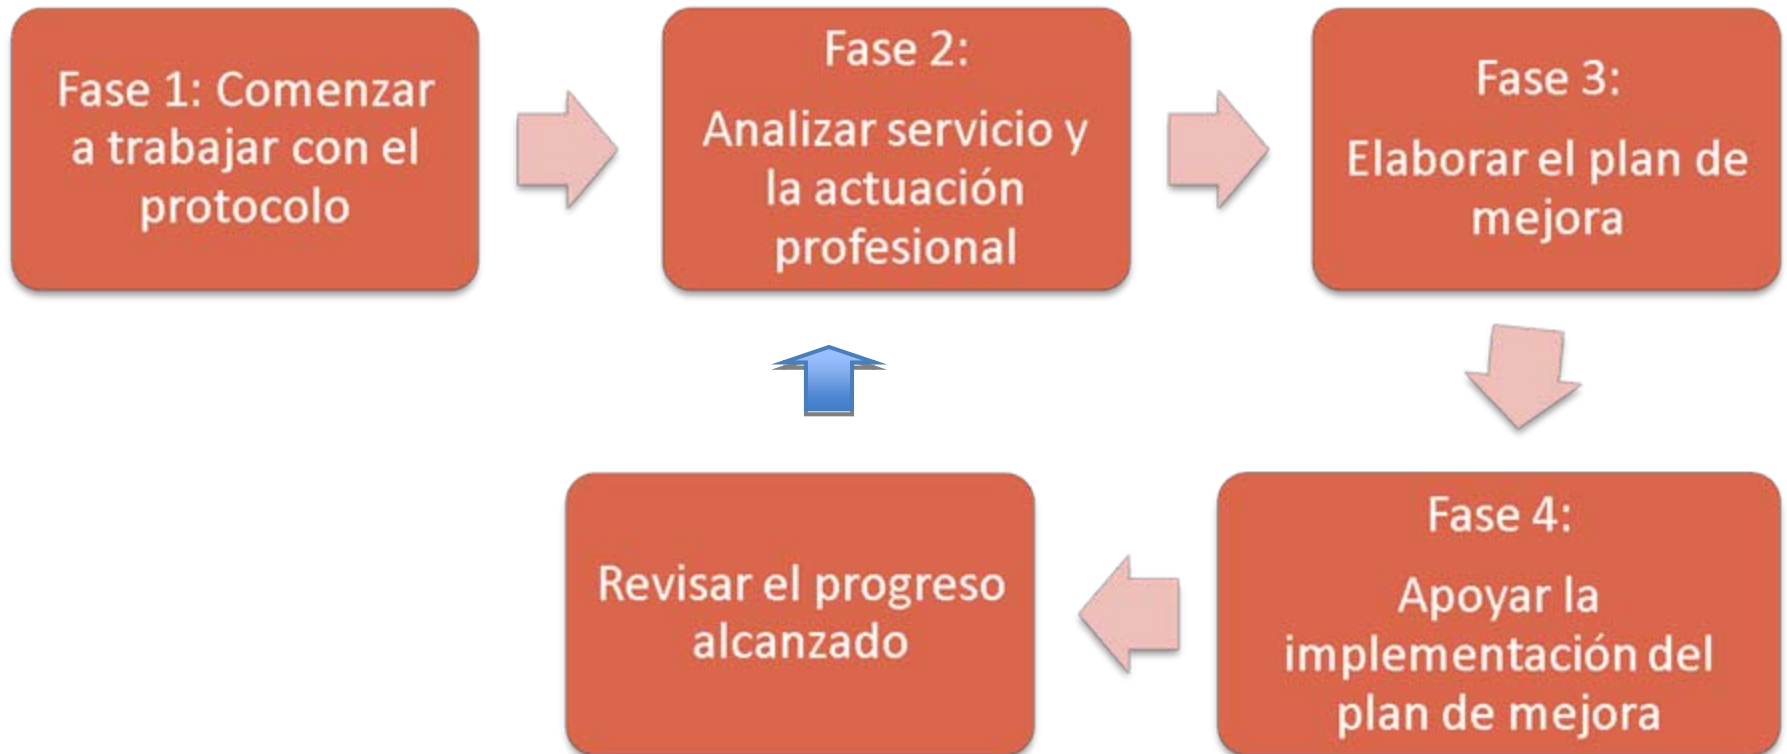 Fase 1: Comenzar
a trabajar con el
protocolo
Fase 2:
Analizar servicio y
la actuación
profesional
Fase 3:
Elaborar el plan de
mejora
Fase 4:
Apoyar la
implementación del
plan de mejora
Revisar el progreso
alcanzado